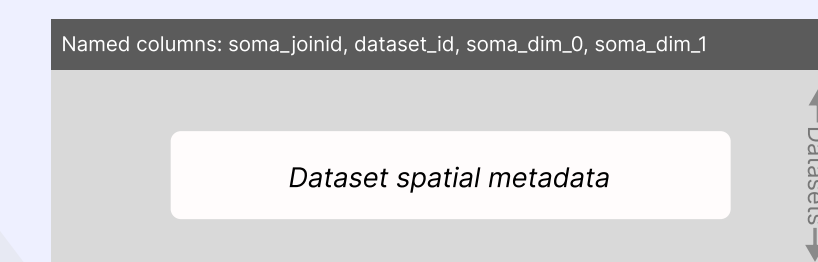 Named columns: soma_joinid, dataset_id, soma_dim_0, soma_dim_1
Dataset spatial metadata
Datasets